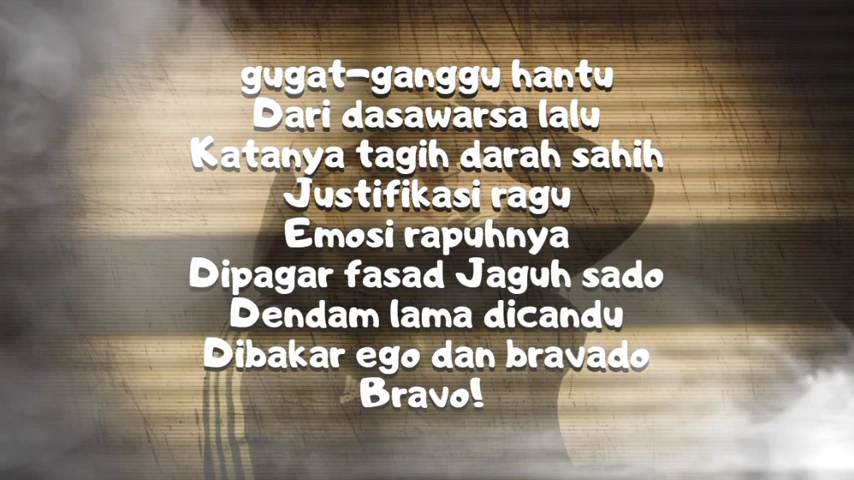 gugat-ganggu hantu
Dari dasawarsa lalu
Katanya tagih darah sahih
Justifikasi ragu
Emosi rapuhnya
Dipagar fasad Jaguh sado
Dendam lama dicandu
Dibakar ego dan bravado
Bravo!